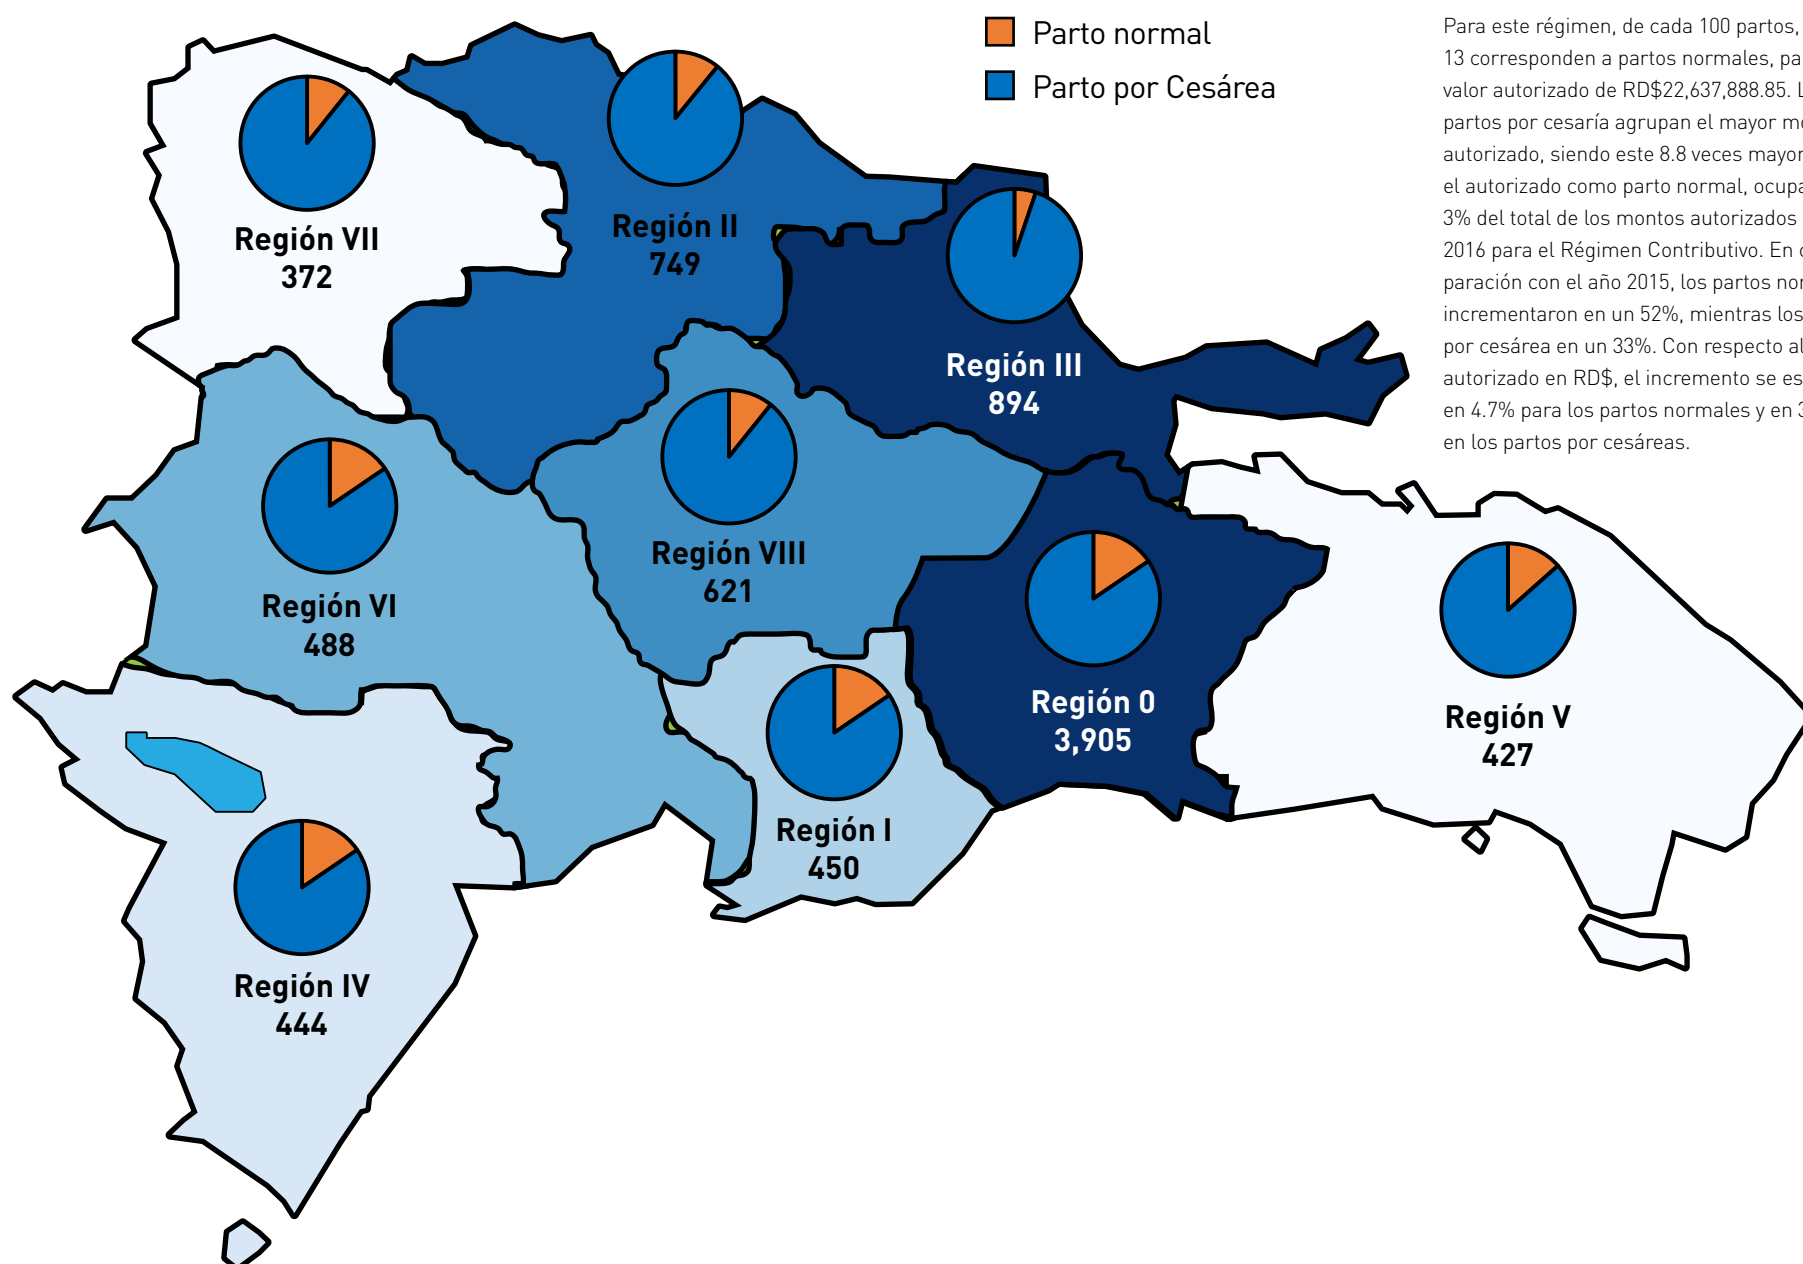 Parto normal
Parto por Cesárea
Para este régimen, de cada 100 partos,
13 corresponden a partos normales, pa
valor autorizado de RD$22,637,888.85. L
partos por cesaría agrupan el mayor mo
autorizado, siendo este 8.8 veces mayor
el autorizado como parto normal, ocupa
3% del total de los montos autorizados
2016 para el Régimen Contributivo. En c
paración con el año 2015, los partos nor
incrementaron en un 52%, mientras los
por cesárea en un 33%. Con respecto al
autorizado en RD$, el incremento se es
en 4.7% para los partos normales y en 3
en los partos por cesáreas.
Región VII
372
Región II
749
Región III
894
Región VI
488
Región VIII
621
Región 0
3,905
Región V
427
Región I
450
Región IV
444